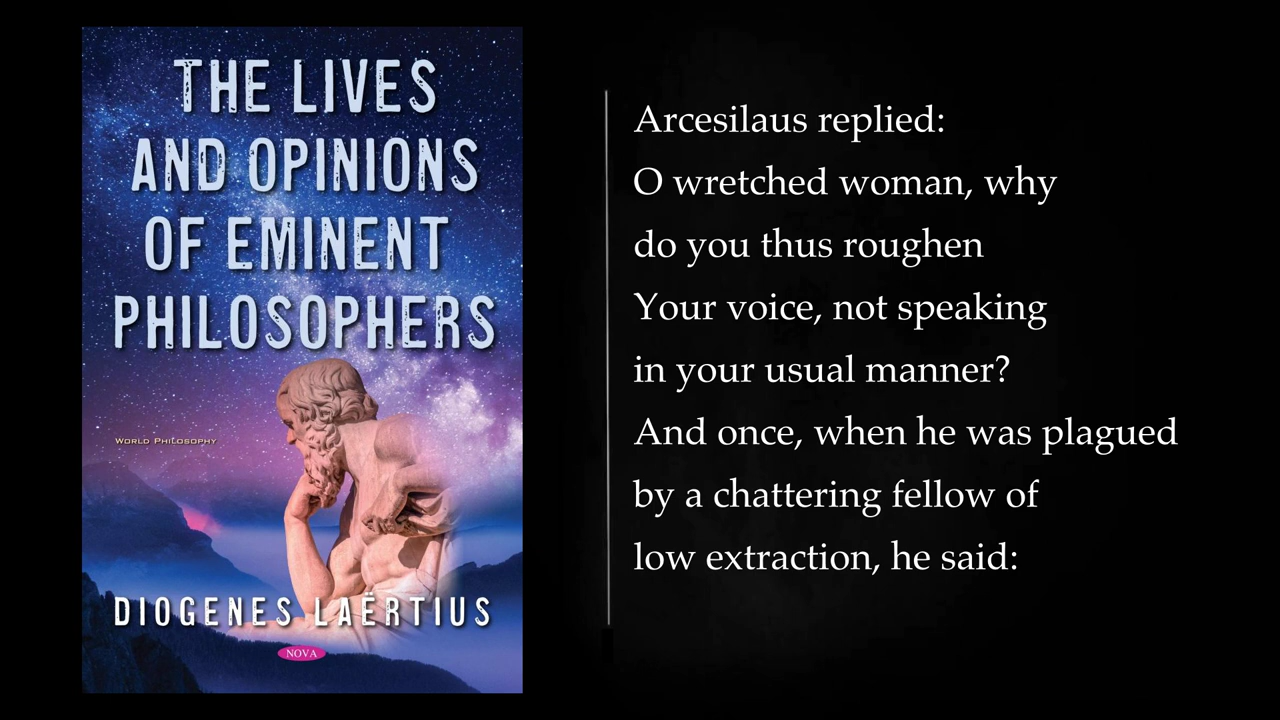 THE LIVES
AND OPINIONS
OF EMINENT
PHILOSOPHERS
WORLD PHILOSOPHY
DIOGENES LAËRTIUS
NOVA
Arcesilaus replied:
O wretched woman, why
do you thus roughen
Your voice, not speaking
in your usual manner?
And once, when he was plagued
by a chattering fellow of
low extraction, he said: